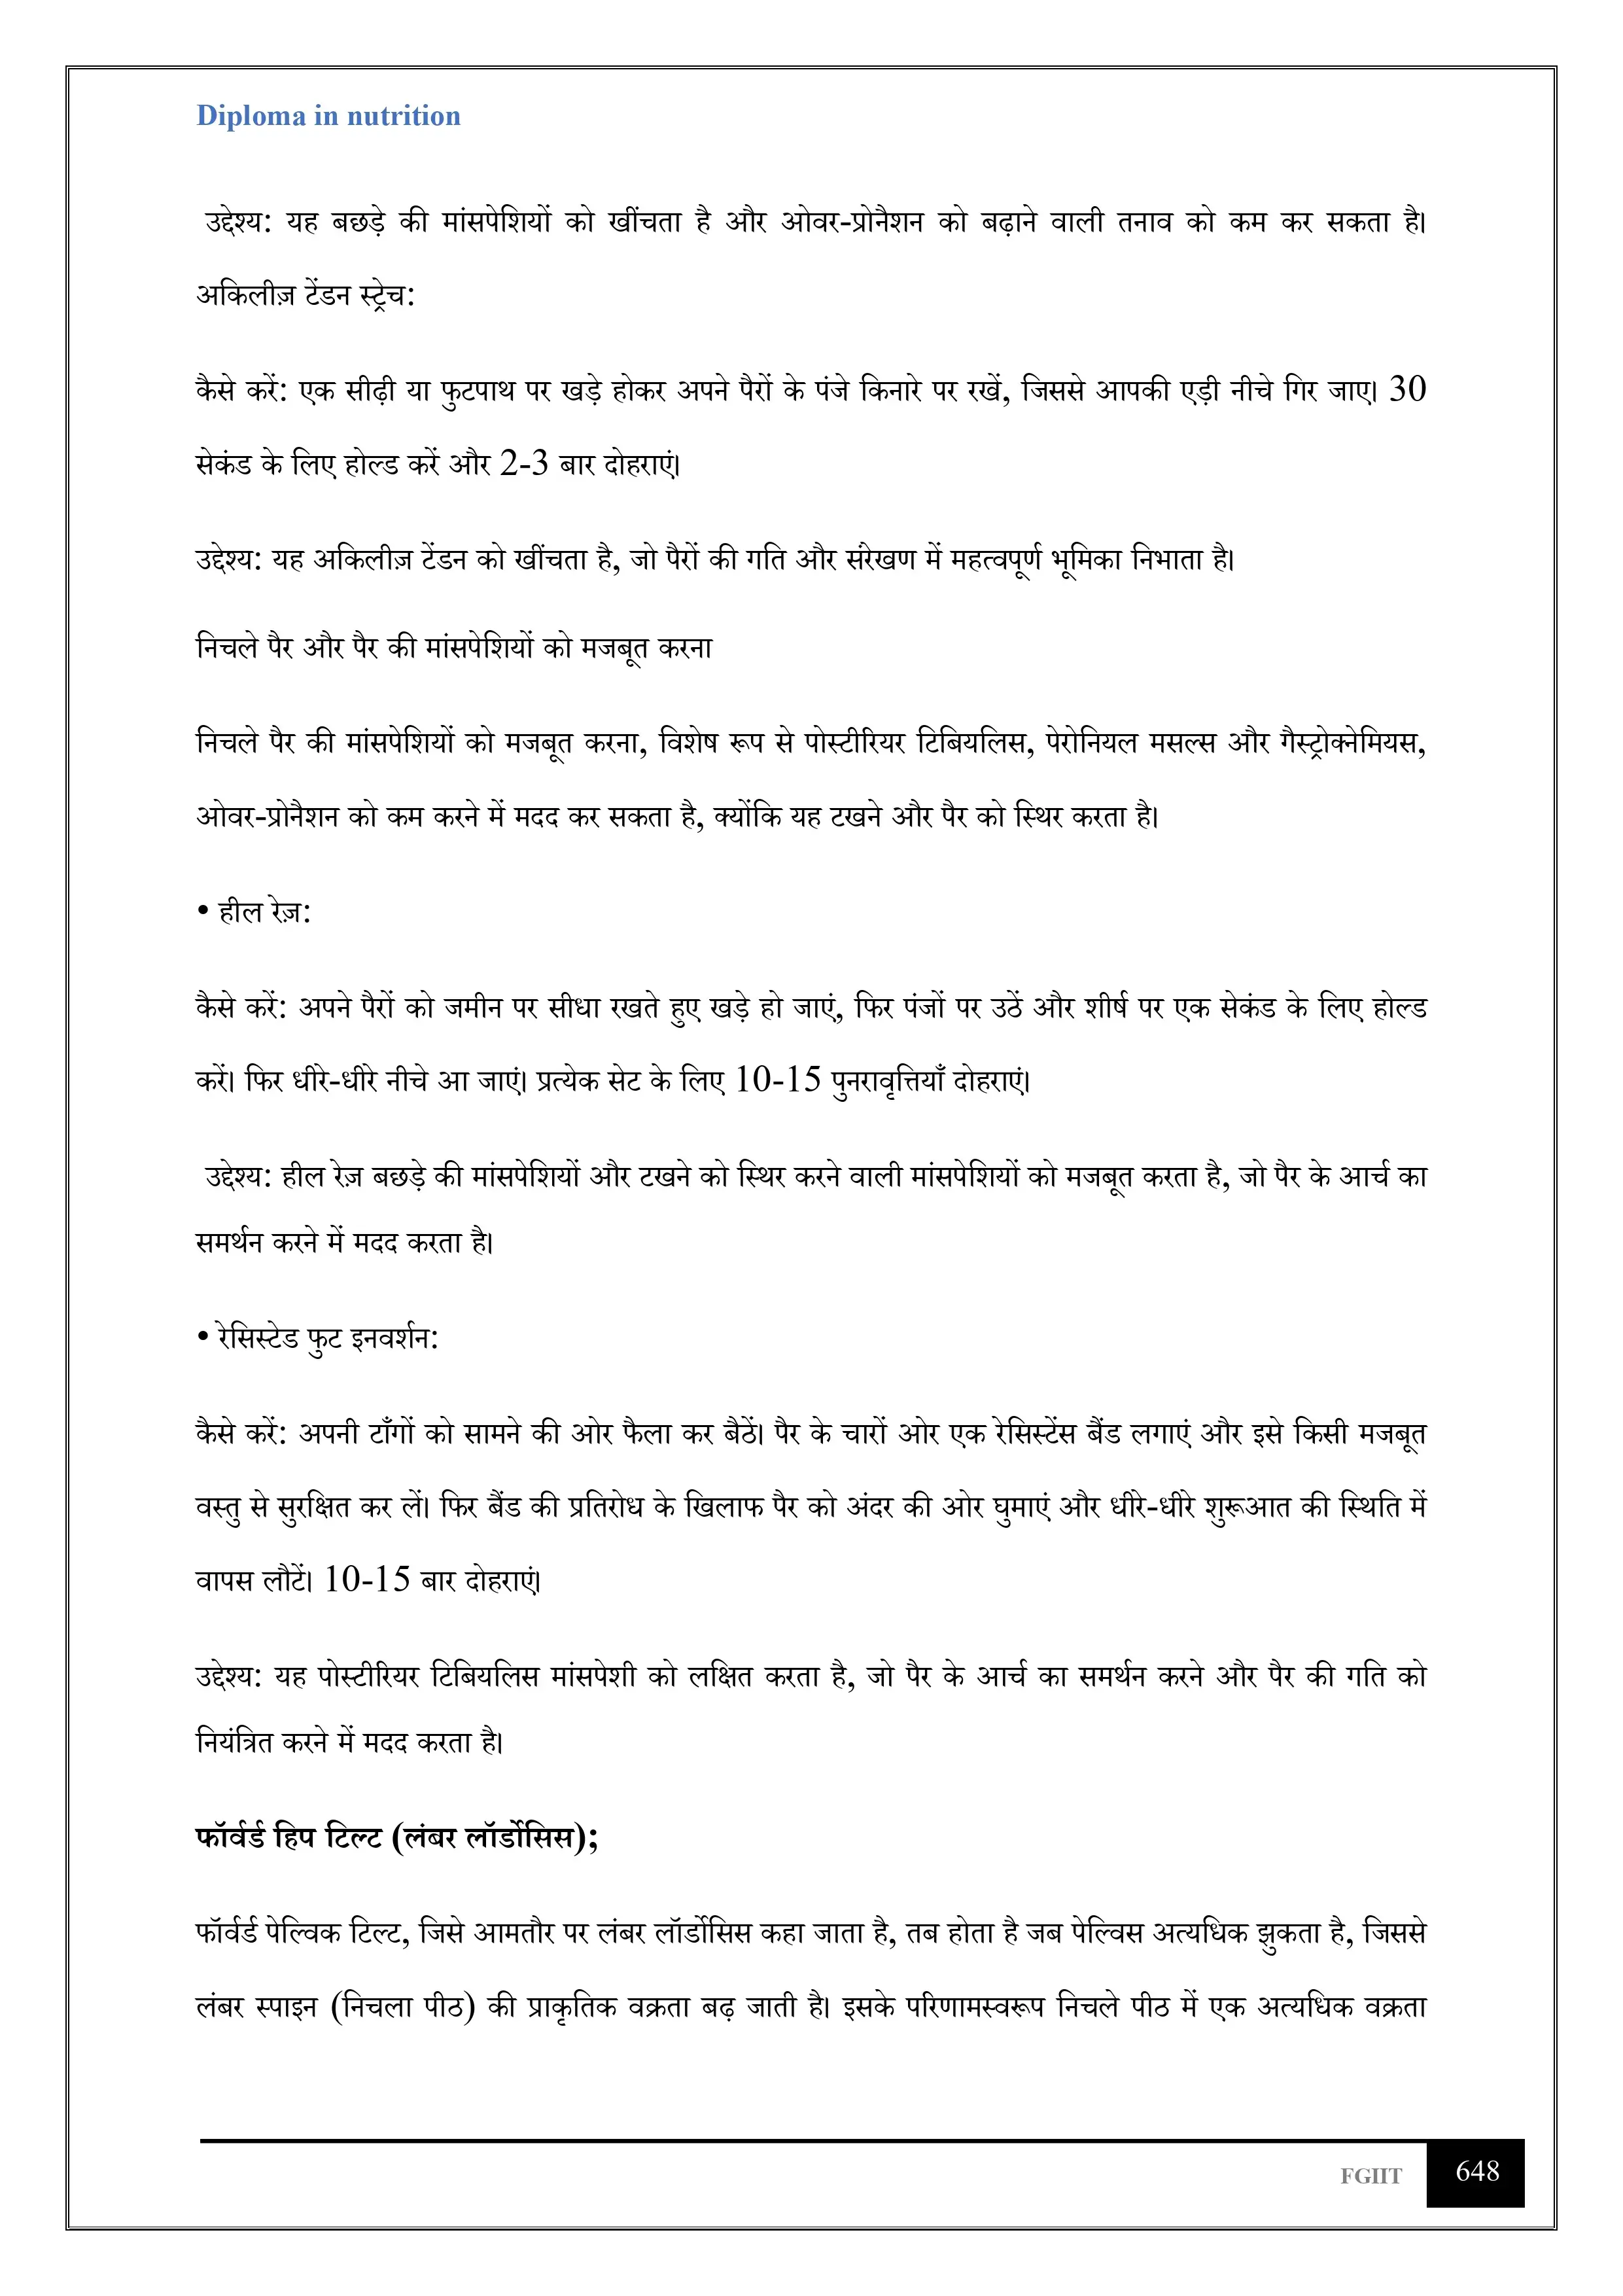 Diploma in nutrition
उद्देश्य: यह बछड़े की मांसपेशियों को खींचता है और ओवर-प्रोनैशन को बढ़ाने वाली तनाव को कम कर सकता है।
अकिलीज़ टेंडन स्ट्रेच:
कैसे करें: एक सीढ़ी या फुटपाथ पर खड़े होकर अपने पैरों के पंजे किनारे पर रखें, जिससे आपकी एड़ी नीचे गिर जाए। 30
सेकंड के लिए होल्ड करें और 2-3 बार दोहराएं।
उद्देश्य: यह अकिलीज़ टेंडन को खींचता है, जो पैरों की गति और संरेखण में महत्वपूर्ण भूमिका निभाता है।
निचले पैर और पैर की मांसपेशियों को मजबूत करना
निचले पैर की मांसपेशियों को मजबूत करना, विशेष रूप से पोस्टीरियर टिबियलिस, पेरोनियल मसल्स और गैस्ट्रोक्नेमियस,
ओवर-प्रोनैशन को कम करने में मदद कर सकता है, क्योंकि यह टखने और पैर को स्थिर करता है।
• हील रेज़:
कैसे करें: अपने पैरों को जमीन पर सीधा रखते हुए खड़े हो जाएं, फिर पंजों पर उठें और शीर्ष पर एक सेकंड के लिए होल्ड
करें। फिर धीरे-धीरे नीचे आ जाएं। प्रत्येक सेट के लिए 10-15 पुनरावृत्तियाँ दोहराएं।
उद्देश्य: हील रेज़ बछड़े की मांसपेशियों और टखने को स्थिर करने वाली मांसपेशियों को मजबूत करता है, जो पैर के आर्च का
समर्थन करने में मदद करता है।
• रेसिस्टेड फुट इनवर्शन:
कैसे करें: अपनी टाँगों को सामने की ओर फैला कर बैठें। पैर के चारों ओर एक रेसिस्टेंस बैंड लगाएं और इसे किसी मजबूत
वस्तु से सुरक्षित कर लें। फिर बैंड की प्रतिरोध के खिलाफ पैर को अंदर की ओर घुमाएं और धीरे-धीरे शुरूआत की स्थिति में
वापस लौटें। 10-15 बार दोहराएं।
उद्देश्य: यह पोस्टीरियर टिबियलिस मांसपेशी को लक्षित करता है, जो पैर के आर्च का समर्थन करने और पैर की गति को
नियंत्रित करने में मदद करता है।
फॉर्वर्ड हिप टिल्ट (लंबर लॉर्डोसिस);
फॉर्वर्ड पेल्विक टिल्ट, जिसे आमतौर पर लंबर लॉर्डोसिस कहा जाता है, तब होता है जब पेल्विस अत्यधिक झुकता है, जिससे
लंबर स्पाइन (निचला पीठ) की प्राकृतिक वक्रता बढ़ जाती है। इसके परिणामस्वरूप निचले पीठ में एक अत्यधिक वक्रता
FGIIT 648